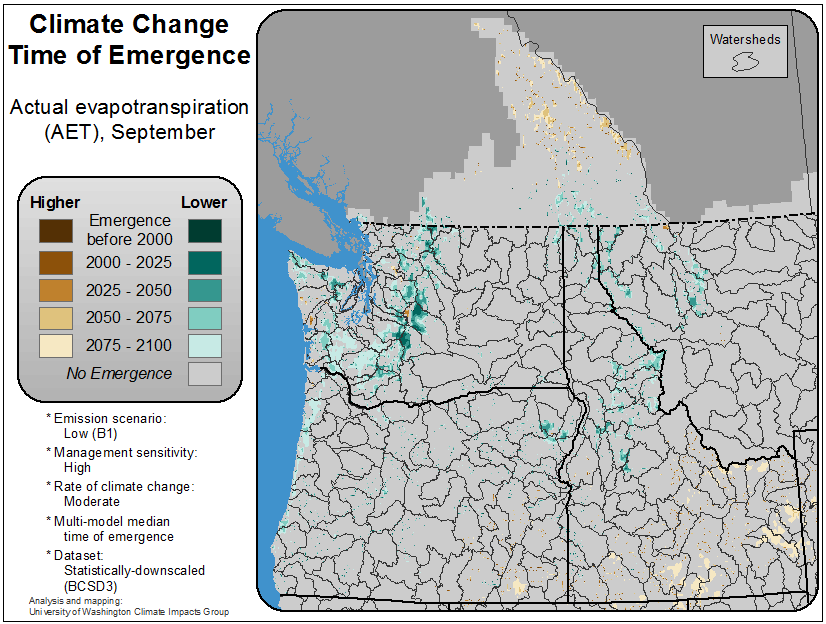 Climate Change
Time of Emergence
Actual evapotranspiration
(AET), September
Higher
Lower
Emergence
before 2000
2000 - 2025
2025 - 2050
2050 - 2075
2075 - 2100
No Emergence
* Emission scenario:
Low (B1)
* Management sensitivity:
High
* Rate of climate change:
Moderate
* Multi-model median
time of emergence
* Dataset:
Statistically-downscaled
(BCSD3)
Analysis and mapping:
University of Washington Climate Impacts Group
Watersheds